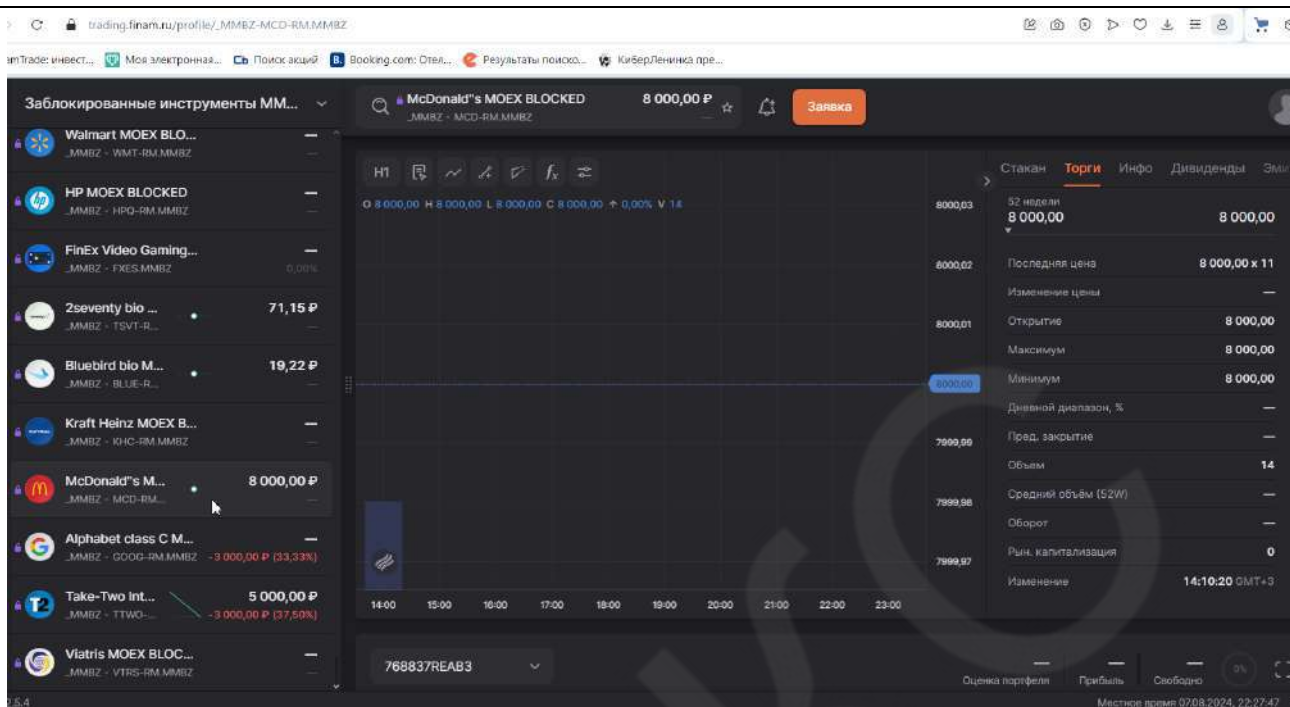 trading.finam.ru/profile/_MMBZ-MCD-RM.MMBZ
amTrade: инвест... Моя электронная... Поиск акций Booking.com: Отел... Результаты поиско... КиберЛенинка пре...
Заблокированные инструменты MM...
Walmart MOEX BLO... —
_MMBZ - WMT-RM.MMBZ —
HP MOEX BLOCKED —
_MMBZ - HPQ-RM.MMBZ —
FinEx Video Gaming... —
_MMBZ - FXES.MMBZ 0,00%
2seventy bio ... 71,15 ₽
_MMBZ - TSVT-R... —
Bluebird bio M... 19,22 ₽
_MMBZ - BLUE-R... —
Kraft Heinz MOEX B... —
_MMBZ - KHC-RM.MMBZ —
McDonald"s M... 8 000,00 ₽
_MMBZ - MCD-RM... —
Alphabet class C M... —
_MMBZ - GOOG-RM.MMBZ -3 000,00 ₽ (33,33%)
Take-Two Int... 5 000,00 ₽
_MMBZ - TTWO-... -3 000,00 ₽ (37,50%)
Viatris MOEX BLOC... —
_MMBZ - VTRS-RM.MMBZ —
2.5.4
McDonald"s MOEX BLOCKED 8 000,00 ₽
_MMBZ - MCD-RM.MMBZ —
Заявка
H1
O 8 000,00 H 8 000,00 L 8 000,00 C 8 000,00 ↑ 0,00% V 14
8000,03
8000,02
8000,01
8000,00
7999,99
7999,98
7999,97
14:00 15:00 16:00 17:00 18:00 19:00 20:00 21:00 22:00 23:00
Стакан Торги Инфо Дивиденды Эми
52 недели
8 000,00 8 000,00
Последняя цена 8 000,00 x 11
Изменение цены —
Открытие 8 000,00
Максимум 8 000,00
Минимум 8 000,00
Дневной диапазон, % —
Пред. закрытие —
Объем 14
Средний объём (52W) —
Оборот —
Рын. капитализация 0
Изменение 14:10:20 GMT+3
768837REAB3
— — — 0%
Оценка портфеля Прибыль Свободно
Местное время 07.08.2024, 22:27:47